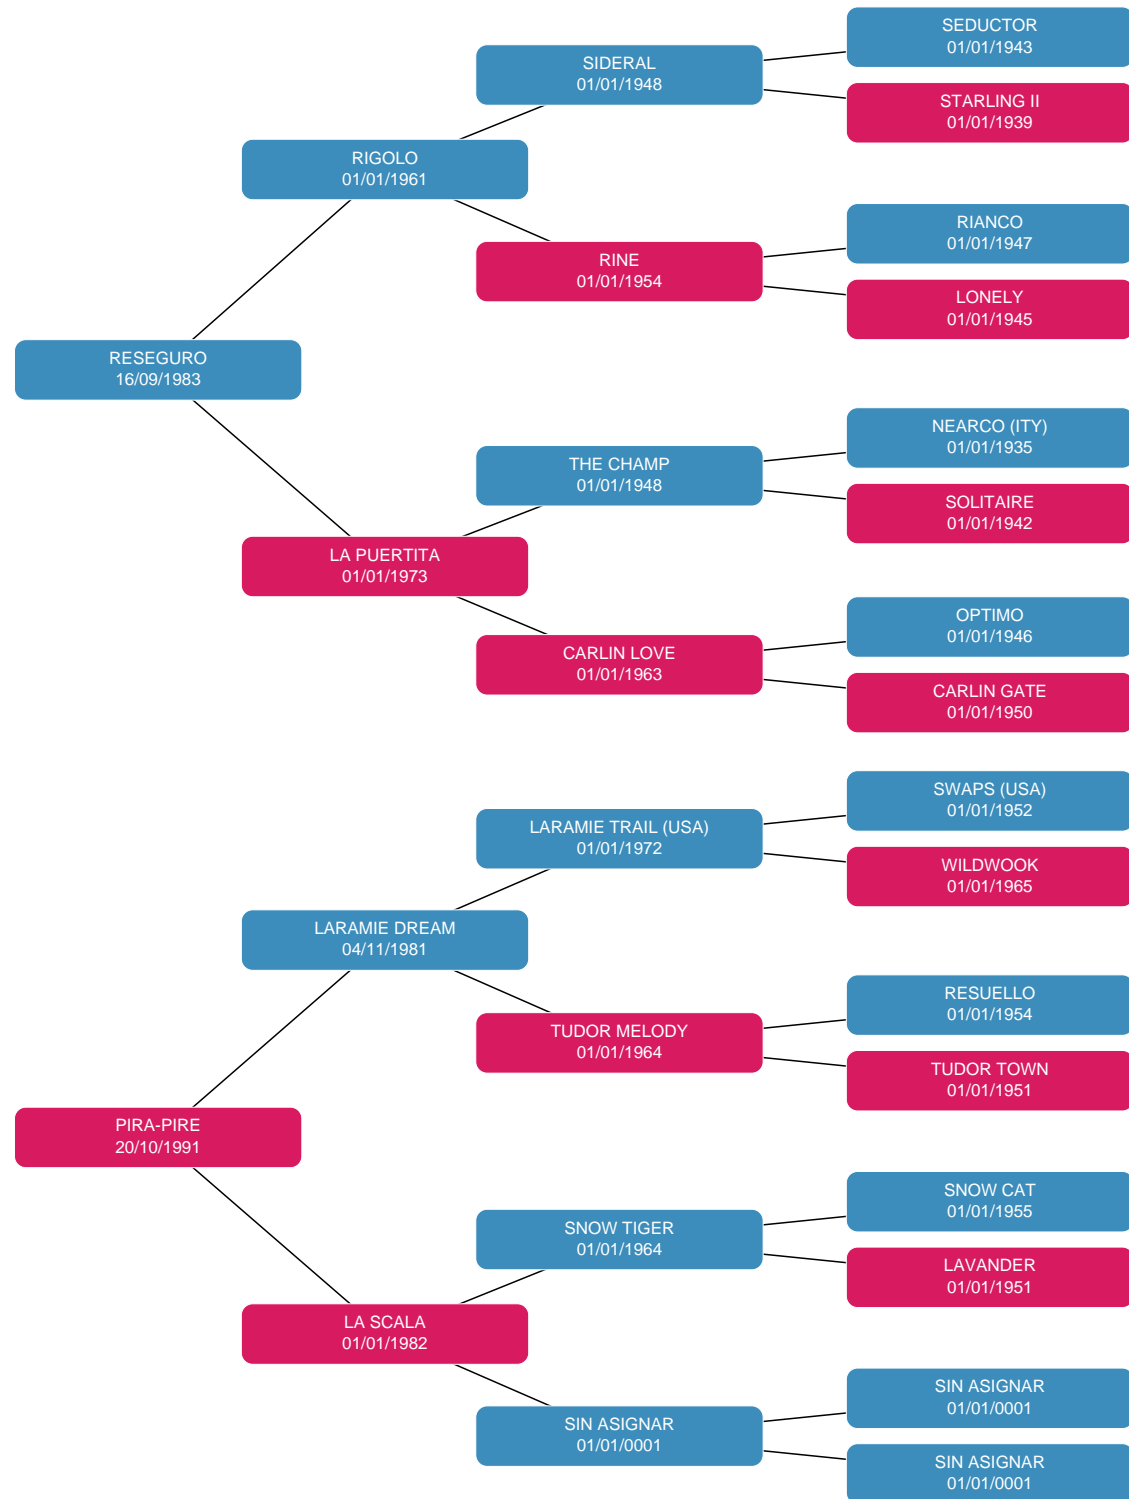 SEDUCTOR
01/01/1943
SIDERAL
01/01/1948
STARLING II
01/01/1939
RIGOLO
01/01/1961
RIANCO
01/01/1947
RINE
01/01/1954
LONELY
01/01/1945
RESEGURO
16/09/1983
NEARCO (ITY)
01/01/1935
THE CHAMP
01/01/1948
SOLITAIRE
01/01/1942
LA PUERTITA
01/01/1973
OPTIMO
01/01/1946
CARLIN LOVE
01/01/1963
CARLIN GATE
01/01/1950
SWAPS (USA)
01/01/1952
LARAMIE TRAIL (USA)
01/01/1972
WILDWOOK
01/01/1965
LARAMIE DREAM
04/11/1981
RESUELLO
01/01/1954
TUDOR MELODY
01/01/1964
TUDOR TOWN
01/01/1951
PIRA-PIRE
20/10/1991
SNOW CAT
01/01/1955
SNOW TIGER
01/01/1964
LAVANDER
01/01/1951
LA SCALA
01/01/1982
SIN ASIGNAR
01/01/0001
SIN ASIGNAR
01/01/0001
SIN ASIGNAR
01/01/0001